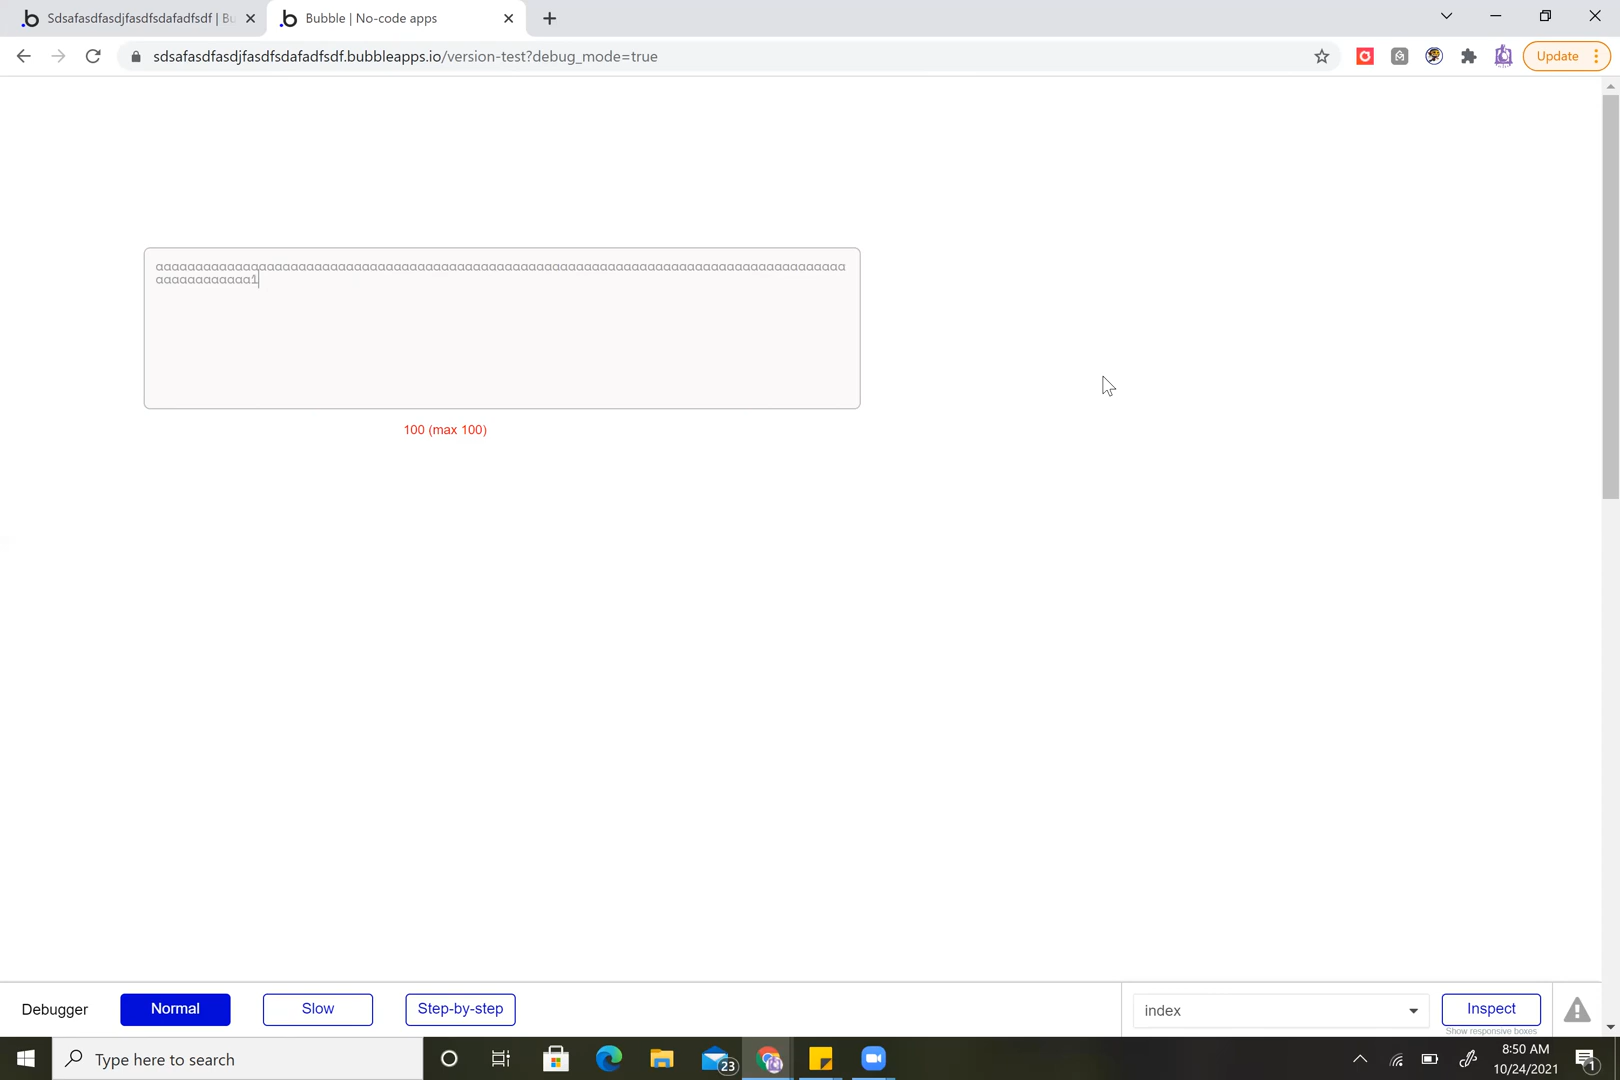 Sdsafasdfasdjfasdfsdafadfsdf | Bu
Bubble | No-code apps
sdsafasdfasdjfasdfsdafadfsdf.bubbleapps.io/version-test?debug_mode=true
Update
aaaaaaaaaaaaaaaaaaaaaaaaaaaaaaaaaaaaaaaaaaaaaaaaaaaaaaaaaaaaaaaaaaaaaaaaaaaaaaaaaaaaaaa
aaaaaaaaaaaa1
100 (max 100)
Debugger
Normal
Slow
Step-by-step
index
Inspect
Show responsive boxes
Type here to search
23
8:50 AM
10/24/2021
1